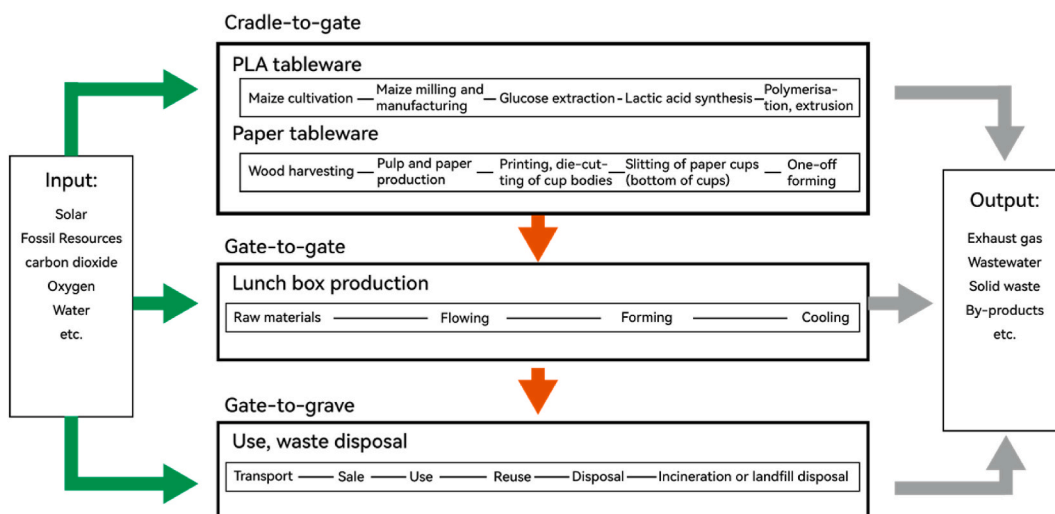 Cradle-to-gate
PLA tableware
Maize cultivation
Maize milling and
manufacturing
Glucose extraction
Lactic acid synthesis
Polymerisa-
tion, extrusion
Paper tableware
Wood harvesting
Pulp and paper
production
Printing, die-cut-
ting of cup bodies
Slitting of paper cups
(bottom of cups)
One-off
forming
Input:
Solar
Fossil Resources
carbon dioxide
Oxygen
Water
etc.
Gate-to-gate
Lunch box production
Raw materials
Flowing
Forming
Cooling
Gate-to-grave
Use, waste disposal
Transport
Sale
Use
Reuse
Disposal
Incineration or landfill disposal
Output:
Exhaust gas
Wastewater
Solid waste
By-products
etc.